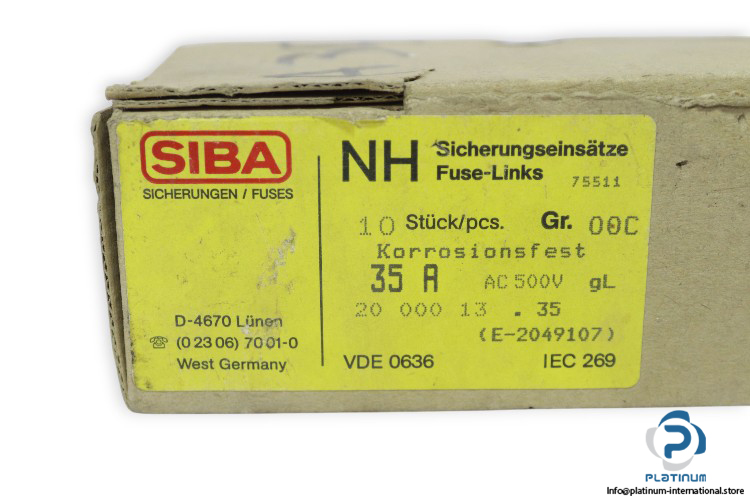 SIBA
SICHERUNGEN / FUSES
D-4670 Lünen
☏ (0 23 06) 70 01-0
West Germany
NH Sicherungseinsätze
Fuse-Links 75511
10 Stück/pcs. Gr. 00C
Korrosionsfest
35 A AC 500V gL
20 000 13 . 35
(E-2049107)
VDE 0636 IEC 269
PLATINUM
Info@platinum-international.store